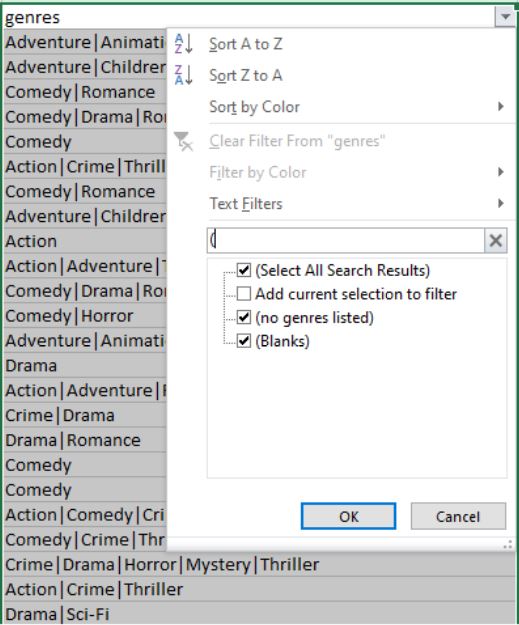 genres
Adventure|Animati
Adventure|Childrer
Comedy|Romance
Comedy|Drama|Ro
Comedy
Action|Crime|Thrill
Comedy|Romance
Adventure|Childrer
Action
Action|Adventure|T
Comedy|Drama|Ro
Comedy|Horror
Adventure|Animati
Drama
Action|Adventure|
Crime|Drama
Drama|Romance
Comedy
Comedy
Action|Comedy|Cri
Comedy|Crime|Thr
Crime|Drama|Horror|Mystery|Thriller
Action|Crime|Thriller
Drama|Sci-Fi
Sort A to Z
Sort Z to A
Sort by Color
Clear Filter From "genres"
Filter by Color
Text Filters
(
(Select All Search Results)
Add current selection to filter
(no genres listed)
(Blanks)
OK
Cancel